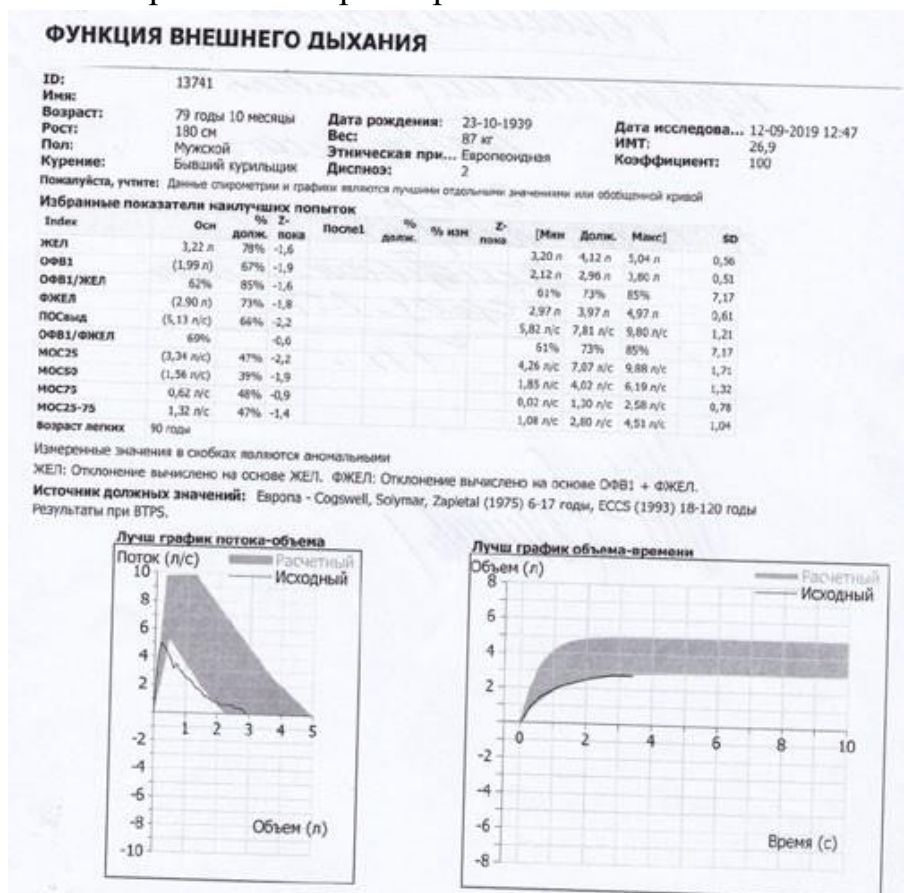 ФУНКЦИЯ ВНЕШНЕГО ДЫХАНИЯ
ID: 13741
Имя:
Возраст: 79 годы 10 месяцы Дата рождения: 23-10-1939 Дата исследова... 12-09-2019 12:47
Рост: 180 см Вес: 87 кг ИМТ: 26,9
Пол: Мужской Этническая при... Европеоидная Коэффициент: 100
Курение: Бывший курильщик Диспноэ: 2
Пожалуйста, учтите: Данные спирометрии и графики являются лучшими отдельными значениями или обобщенной кривой
Избранные показатели наилучших попыток
Index Осн % долж. Z-пока После1 % долж. % изм Z-пока [Мин Долж. Макс] SD
ЖЕЛ 3,22 л 78% -1,6 3,20 л 4,12 л 5,04 л 0,56
ОФВ1 (1,99 л) 67% -1,9 2,12 л 2,96 л 3,80 л 0,51
ОФВ1/ЖЕЛ 62% 85% -1,6 61% 73% 85% 7,17
ФЖЕЛ (2,90 л) 73% -1,8 2,97 л 3,97 л 4,97 л 0,61
ПОСвыд (5,13 л/с) 66% -2,2 5,82 л/с 7,81 л/с 9,80 л/с 1,21
ОФВ1/ФЖЕЛ 69% -0,6 61% 73% 85% 7,17
МОС25 (3,34 л/с) 47% -2,2 4,26 л/с 7,07 л/с 9,88 л/с 1,71
МОС50 (1,56 л/с) 39% -1,9 1,85 л/с 4,02 л/с 6,19 л/с 1,32
МОС75 0,62 л/с 48% -0,9 0,02 л/с 1,30 л/с 2,58 л/с 0,78
МОС25-75 1,32 л/с 47% -1,4 1,08 л/с 2,80 л/с 4,51 л/с 1,04
Возраст легких 90 годы
Измеренные значения в скобках являются аномальными
ЖЕЛ: Отклонение вычислено на основе ЖЕЛ. ФЖЕЛ: Отклонение вычислено на основе ОФВ1 + ФЖЕЛ.
Источник должных значений: Европа - Cogswell, Solymar, Zapletal (1975) 6-17 годы, ECCS (1993) 18-120 годы
Результаты при BTPS.
Лучш график потока-объема
Поток (л/с)
Расчетный
Исходный
10
8
6
4
2
1 2 3 4 5
-2
-4
-6
-8
-10
Объем (л)
Лучш график объема-времени
Объем (л)
Расчетный
Исходный
8
6
4
2
0 2 4 6 8 10
-2
-4
-6
-8
Время (с)